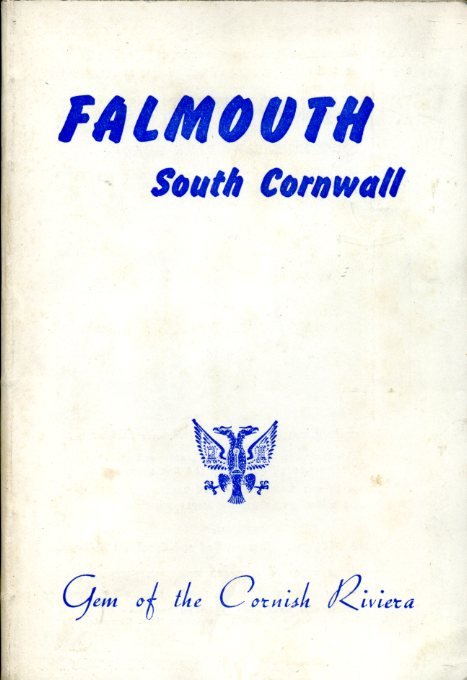 FALMOUTH
South Cornwall
Gem of the Cornish Riviera